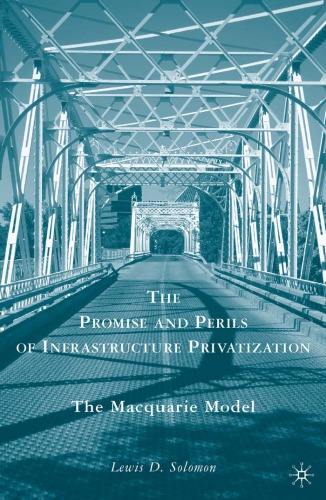 The
Promise and Perils
of Infrastructure Privatization
The Macquarie Model
Lewis D. Solomon